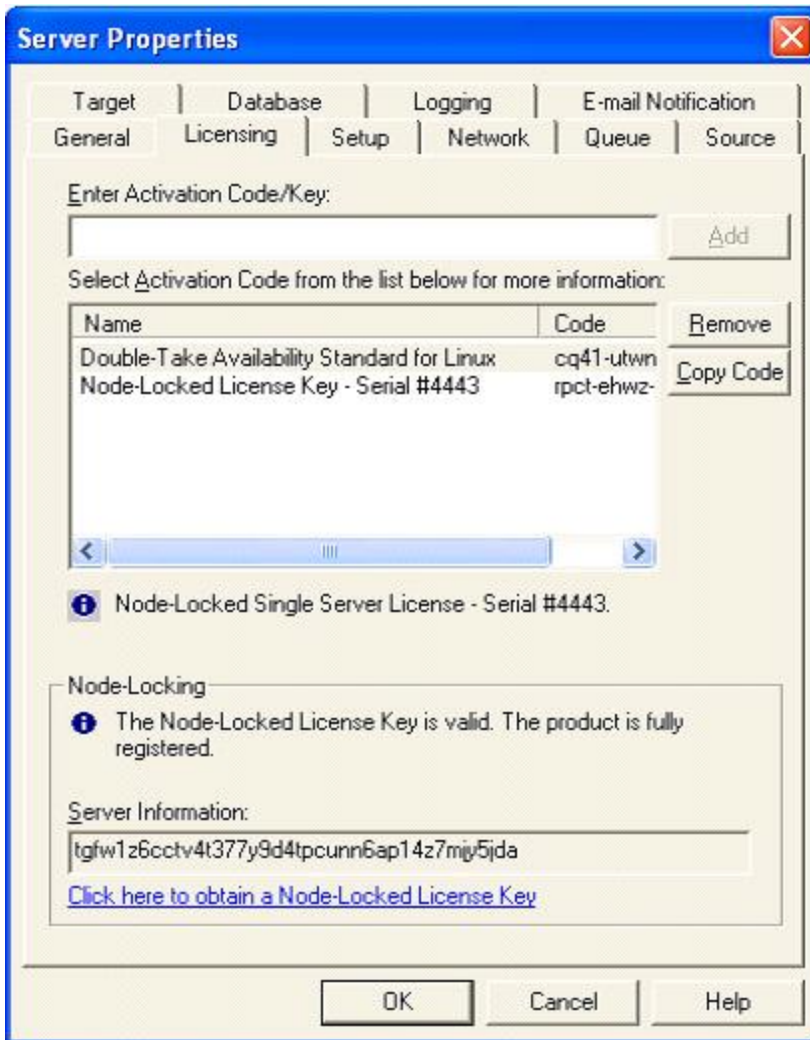 Server Properties
Target Database Logging E-mail Notification
General Licensing Setup Network Queue Source
Enter Activation Code/Key:
Add
Select Activation Code from the list below for more information:
Name Code Remove
Double-Take Availability Standard for Linux cq41-utwn
Copy Code
Node-Locked License Key - Serial #4443 rpct-ehwz-
Node-Locked Single Server License - Serial #4443.
Node-Locking
The Node-Locked License Key is valid. The product is fully
registered.
Server Information:
tgfw1z6cctv4t377y9d4tpcunn6ap14z7mjy5jda
Click here to obtain a Node-Locked License Key
OK Cancel Help